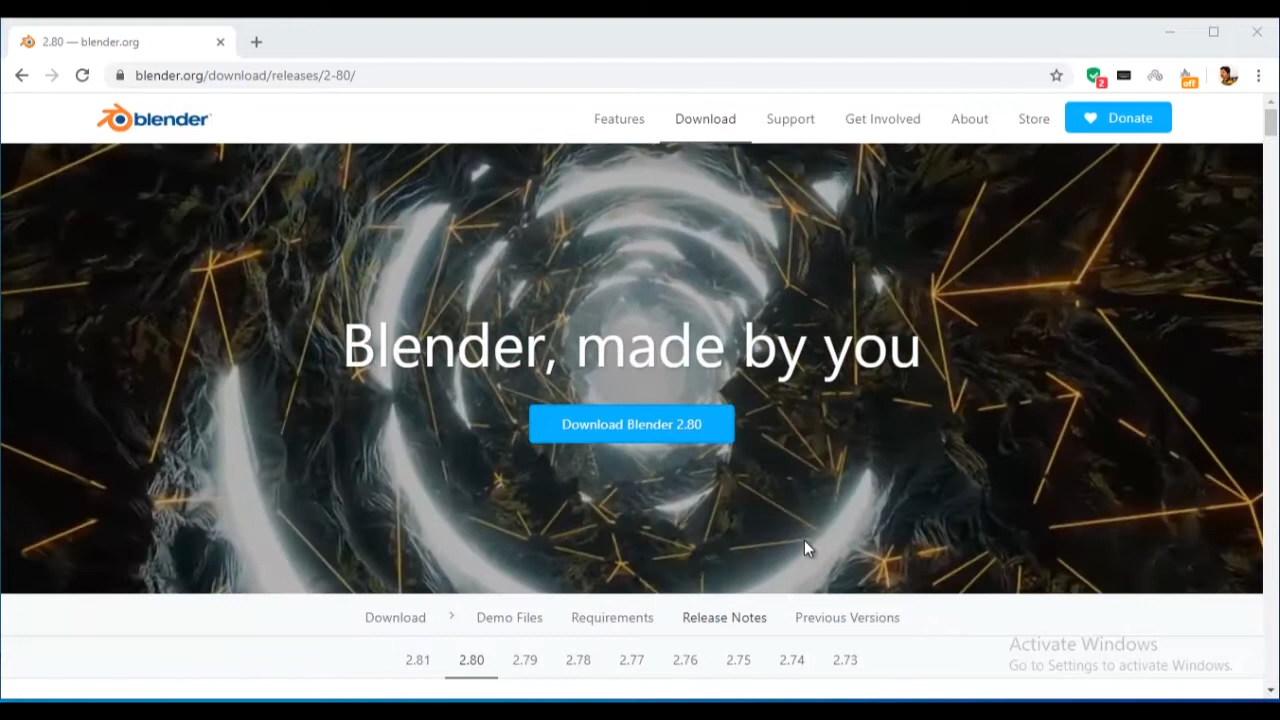 2.80 — blender.org
blender.org/download/releases/2-80/
2
off
blender
Features Download Support Get Involved About Store Donate
Blender, made by you
Download Blender 2.80
Download Demo Files Requirements Release Notes Previous Versions
2.81 2.80 2.79 2.78 2.77 2.76 2.75 2.74 2.73
Activate Windows
Go to Settings to activate Windows.